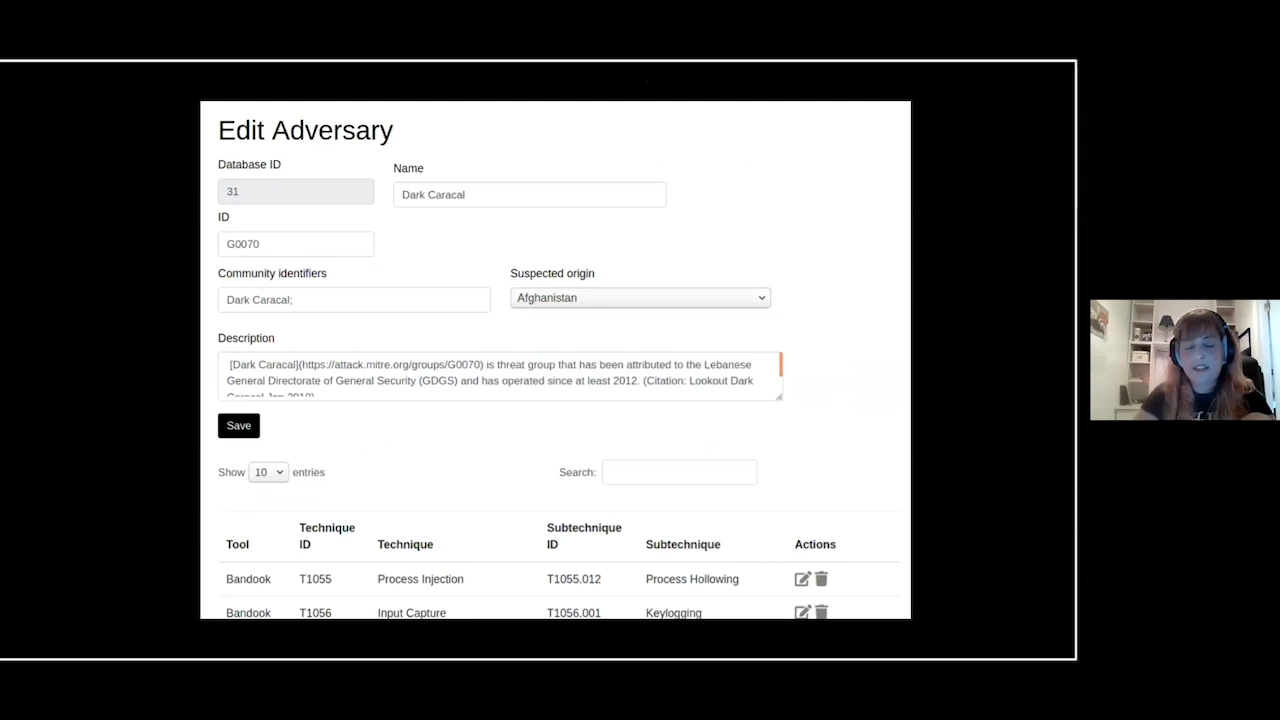 Edit Adversary
Database ID
Name
31
Dark Caracal
ID
G0070
Community identifiers
Suspected origin
Dark Caracal;
Afghanistan
Description
[Dark Caracal](https://attack.mitre.org/groups/G0070) is threat group that has been attributed to the Lebanese
General Directorate of General Security (GDGS) and has operated since at least 2012. (Citation: Lookout Dark
Caracal Jan 2018)
Save
Show 10 entries
Search:
Tool
Technique ID
Technique
Subtechnique ID
Subtechnique
Actions
Bandook T1055 Process Injection T1055.012 Process Hollowing
Bandook T1056 Input Capture T1056.001 Keylogging